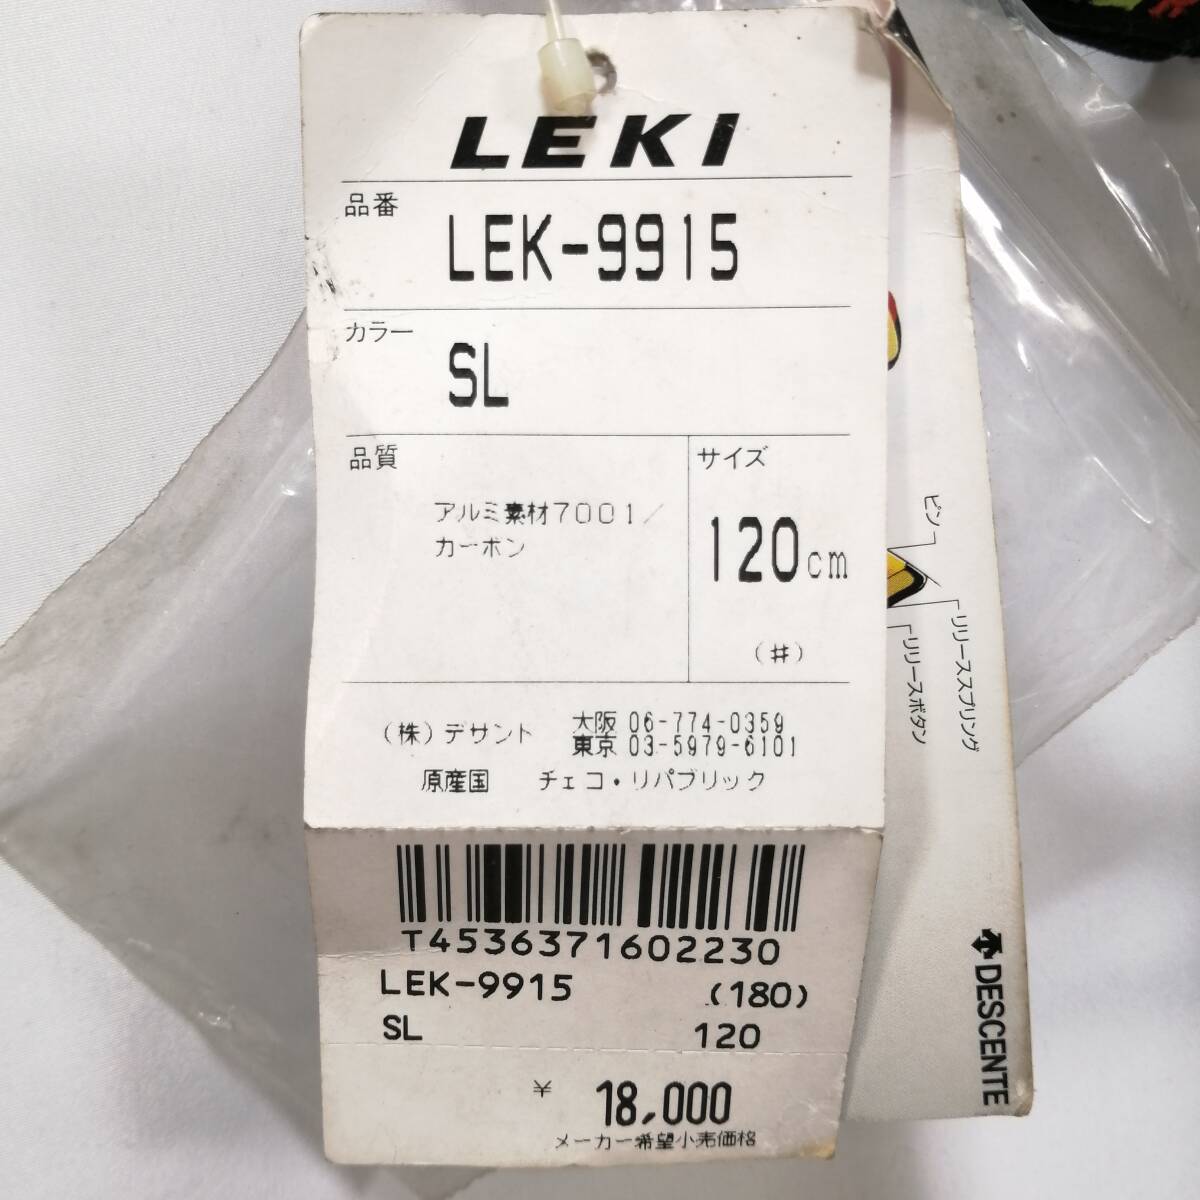 LEKI
品番
LEK-9915
カラー
SL
品質
アルミ素材7001/
カーボン
サイズ
120cm
(♯)
(株)デサント 大阪 06-774-0359
東京 03-5979-6101
原産国 チェコ・リパブリック
T4536371602230
LEK-9915 (180)
SL 120
¥ 18,000
メーカー希望小売価格
ピン
リリーススプリング
リリースボタン
DESCENTE